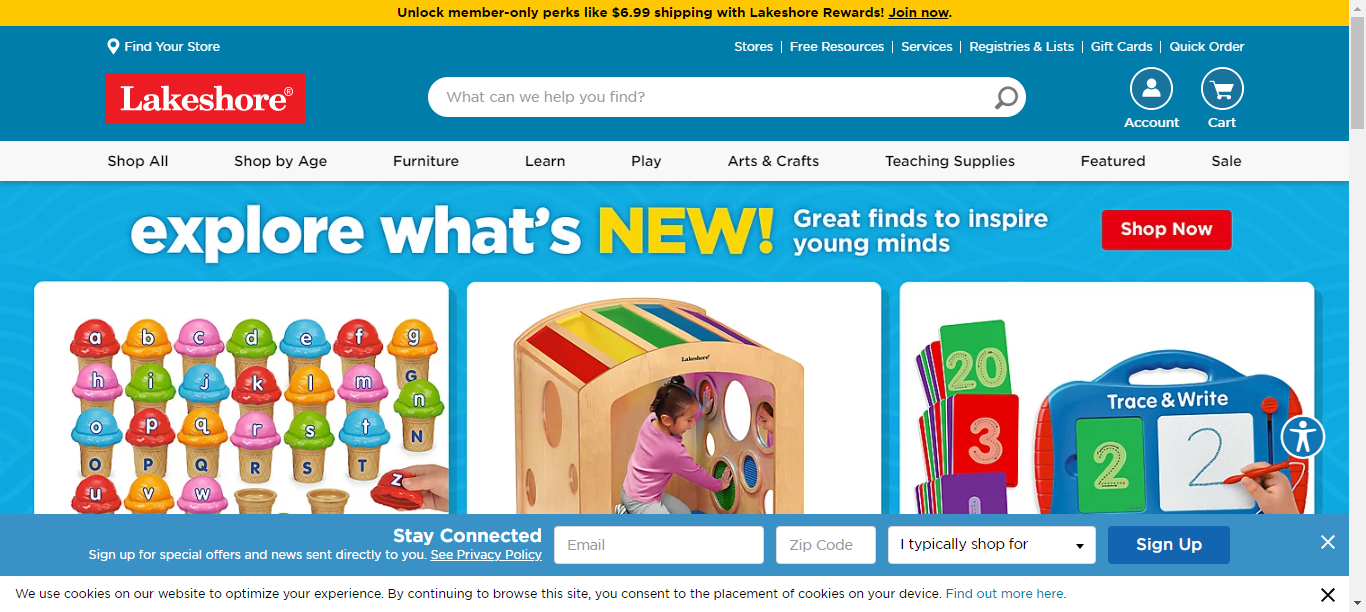 Unlock member-only perks like $6.99 shipping with Lakeshore Rewards! Join now.
Find Your Store
Stores | Free Resources | Services | Registries & Lists | Gift Cards | Quick Order
Lakeshore®
What can we help you find?
Account
Cart
Shop All
Shop by Age
Furniture
Learn
Play
Arts & Crafts
Teaching Supplies
Featured
Sale
explore what's NEW!
Great finds to inspire
young minds
Shop Now
a b c d e f g
G
h i j k l m n
N
o p q r s t
O P Q R S T
u v w z
Lakeshore®
20
3
Trace & Write
2 2
Stay Connected
Sign up for special offers and news sent directly to you. See Privacy Policy
Email
Zip Code
I typically shop for
Sign Up
We use cookies on our website to optimize your experience. By continuing to browse this site, you consent to the placement of cookies on your device. Find out more here.